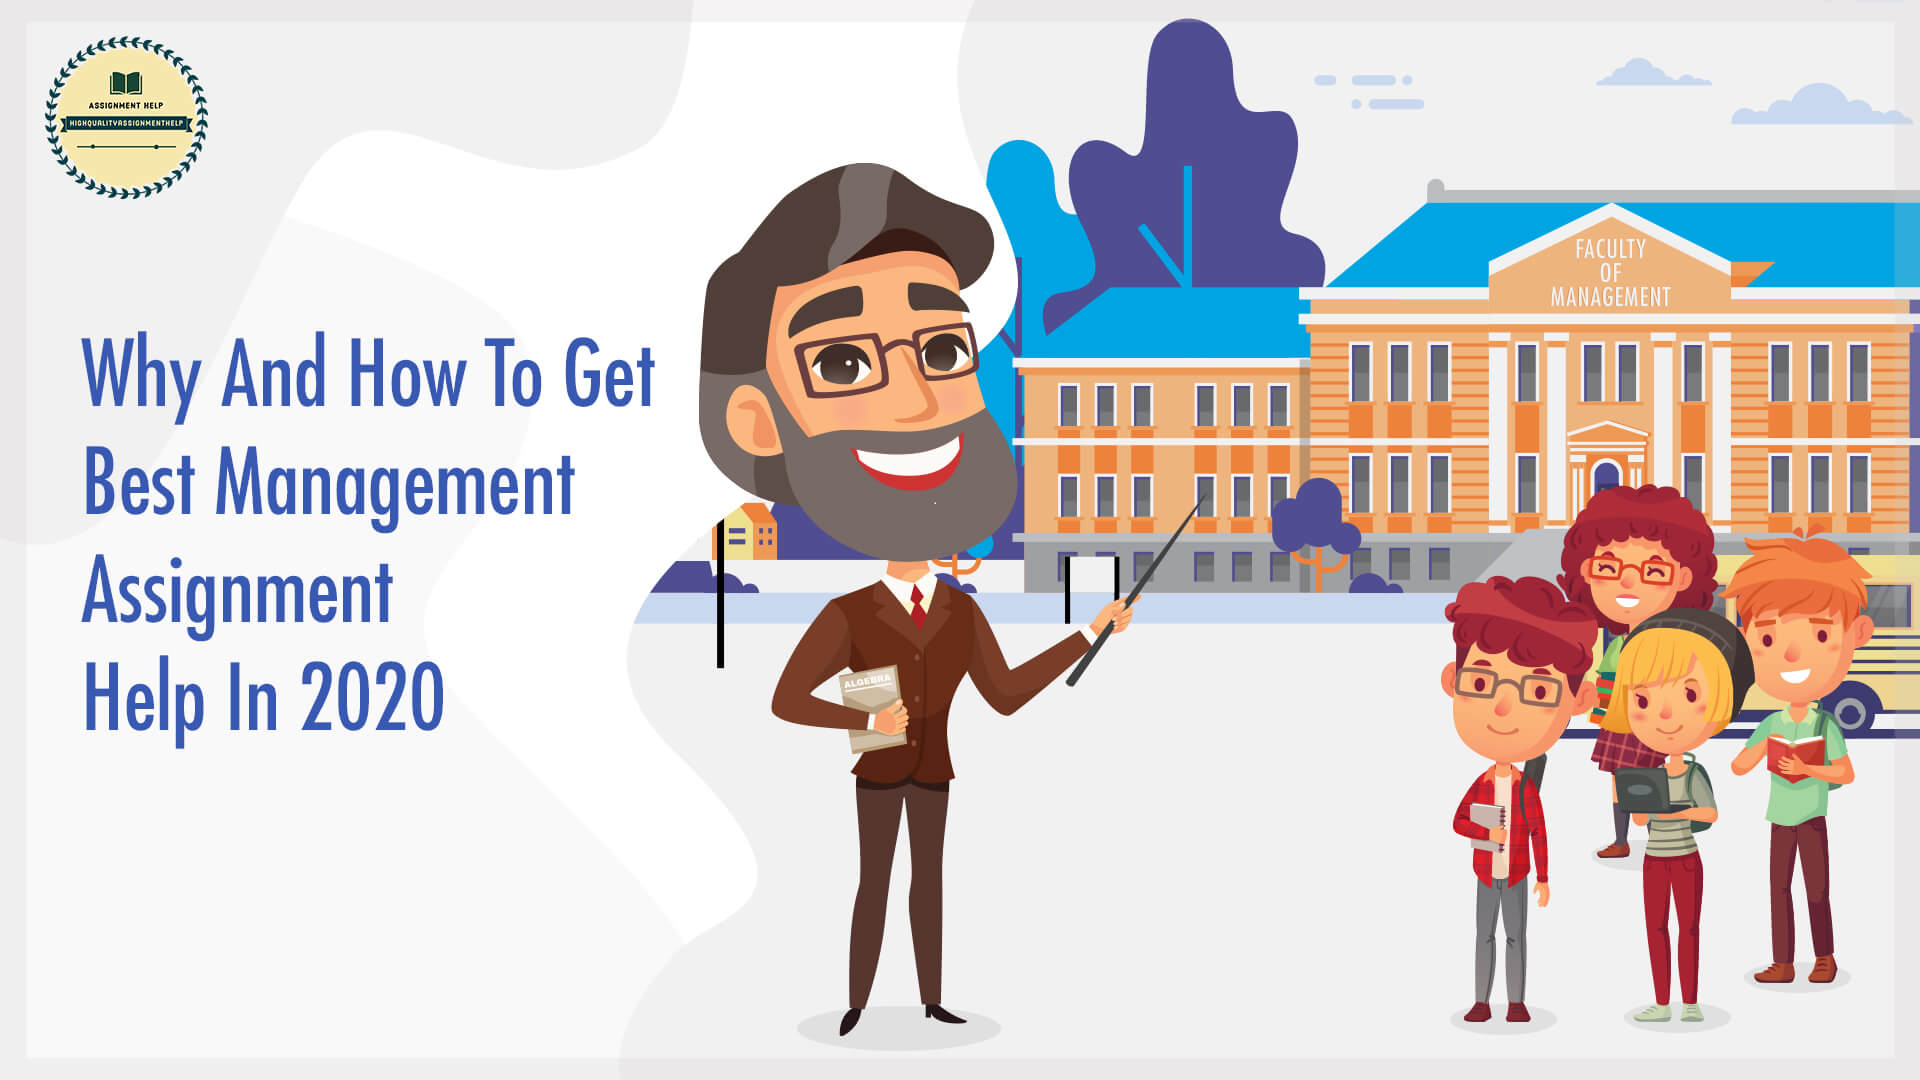 ASSIGNMENT HELP
HIGHQUALITYASSIGNMENTHELP
Why And How To Get
Best Management
Assignment
Help In 2020
FACULTY
OF
MANAGEMENT
ALGEBRA